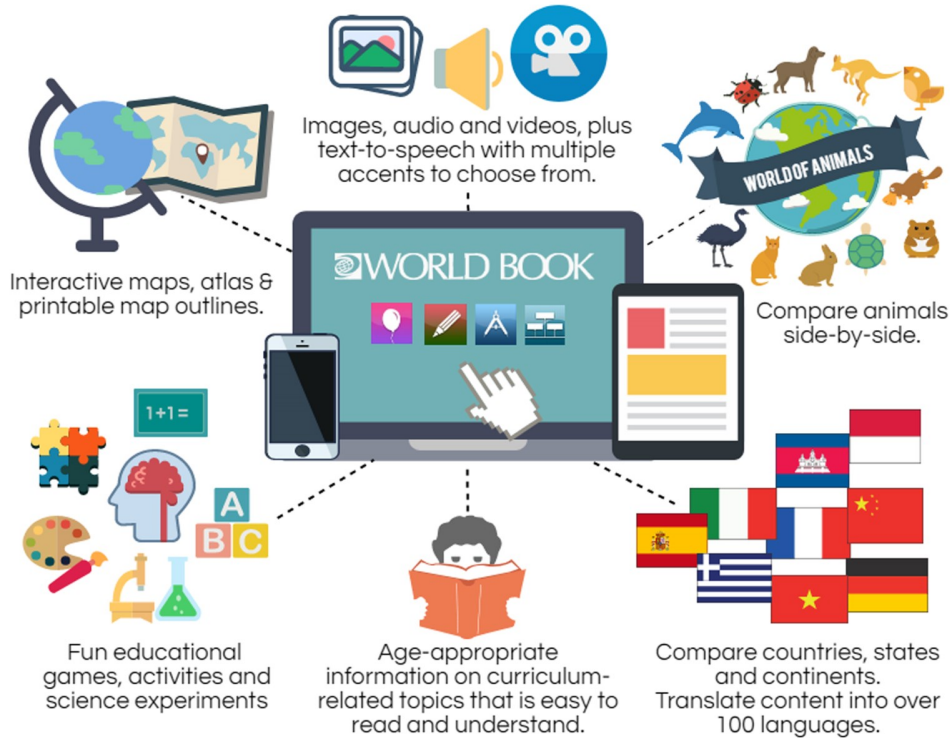 Images, audio and videos, plus
text-to-speech with multiple
accents to choose from.
WORLD OF ANIMALS
Interactive maps, atlas &
printable map outlines.
WORLD BOOK
Compare animals
side-by-side.
1+1=
A
BC
Fun educational
games, activities and
science experiments
Age-appropriate
information on curriculum-
related topics that is easy to
read and understand.
Compare countries, states
and continents.
Translate content into over
100 languages.